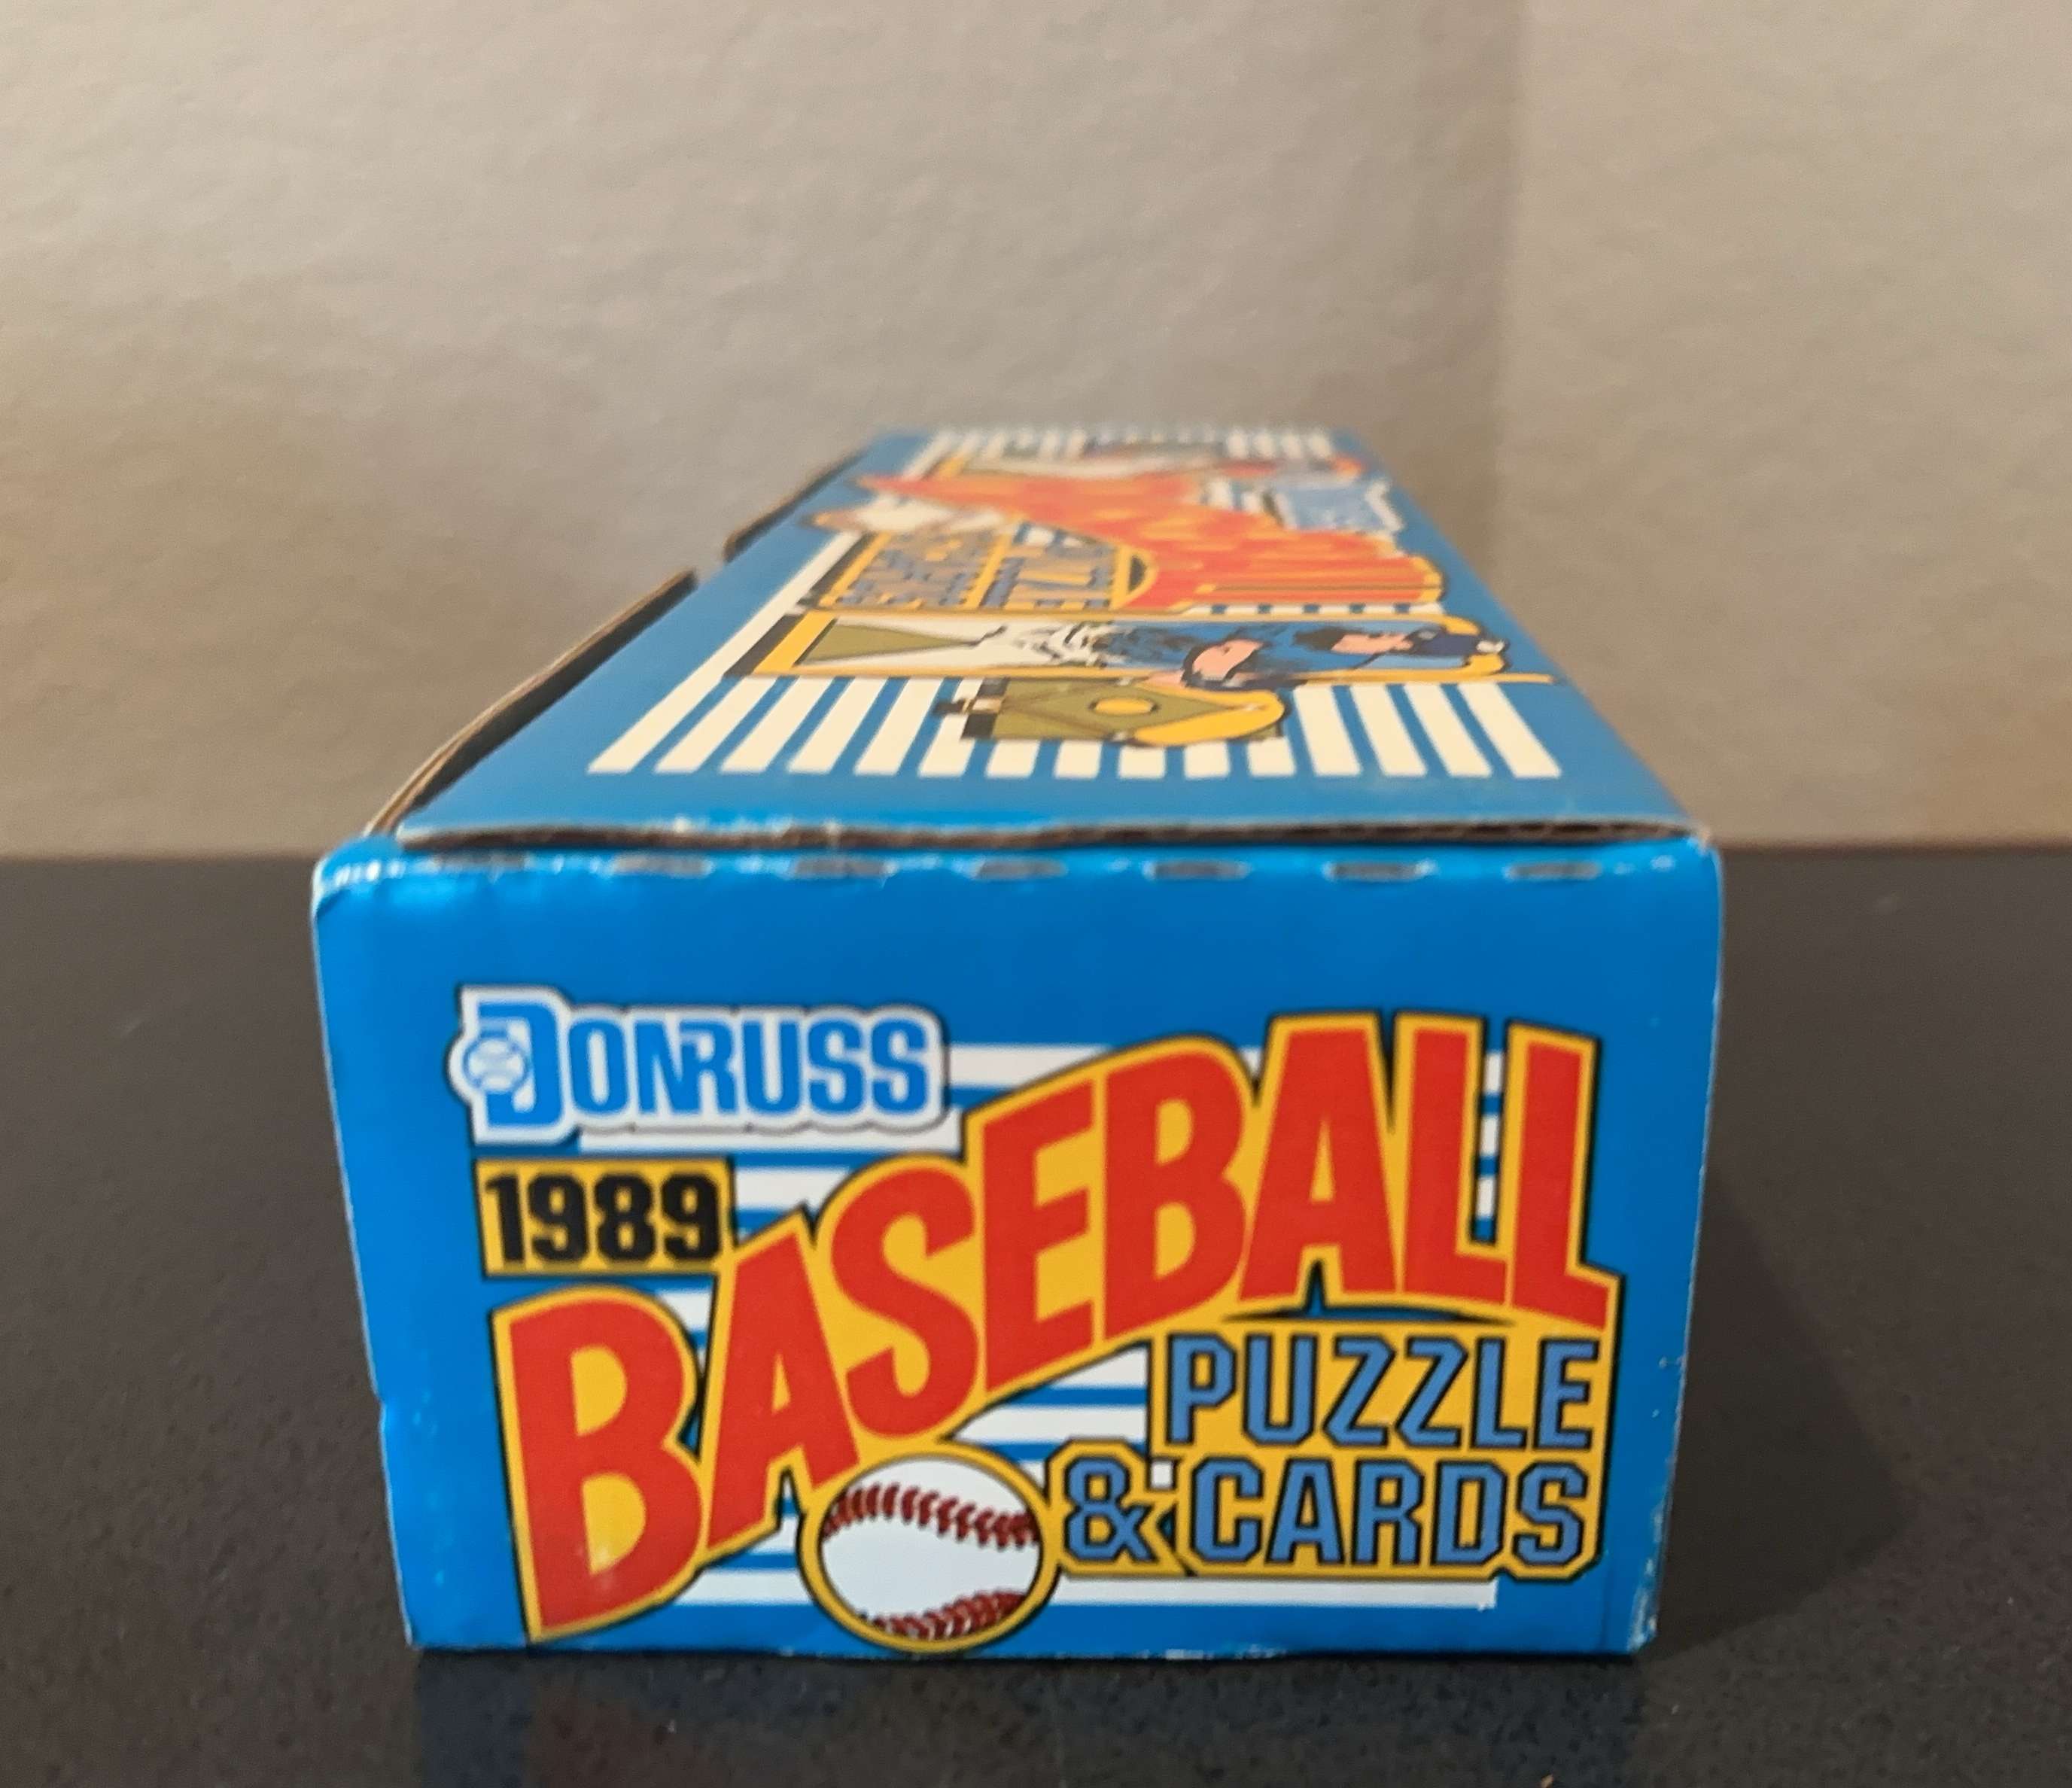 DONRUSS
1989
BASEBALL
PUZZLE
& CARDS